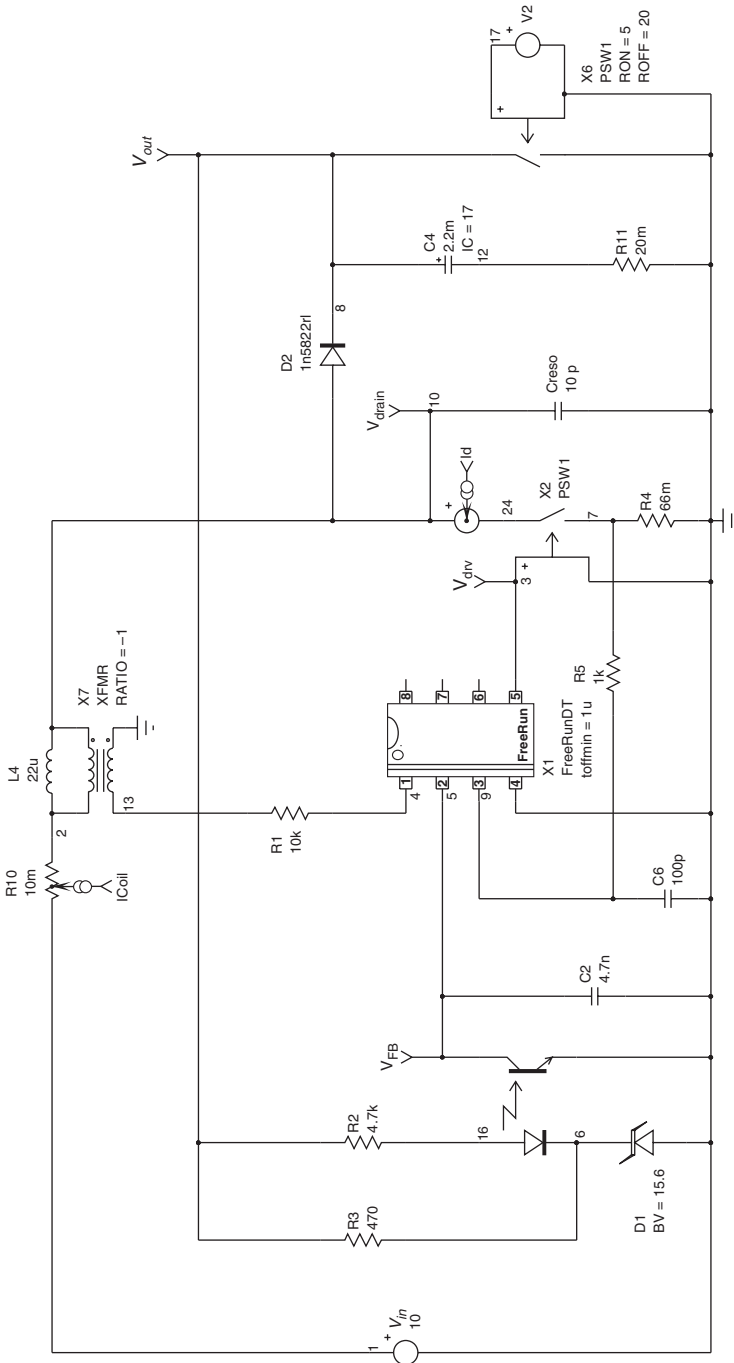 R10
10m
ICoil
2
L4
22u
X7
XFMR
RATIO = −1
13
R1
10k
Vout
V2
17
+
+
X6
PSW1
RON = 5
ROFF = 20
C4
2.2m
IC = 17
+
12
R11
20m
D2
1n5822rl
8
Vdrain
10
Creso
10 p
Id
+
24
X2
PSW1
7
R4
66m
Vdrv
3
+
R5
1k
1
2
3
4
8
7
6
5
FreeRun
X1
FreeRunDT
toffmin = 1u
4
5
9
C6
100p
C2
4.7n
VFB
R2
4.7k
16
6
R3
470
D1
BV = 15.6
1
+
Vin
10